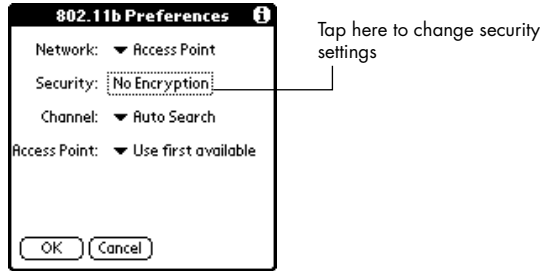 802.11b Preferences i
Network: Access Point
Security: No Encryption
Channel: Auto Search
Access Point: Use first available
OK Cancel
Tap here to change security
settings